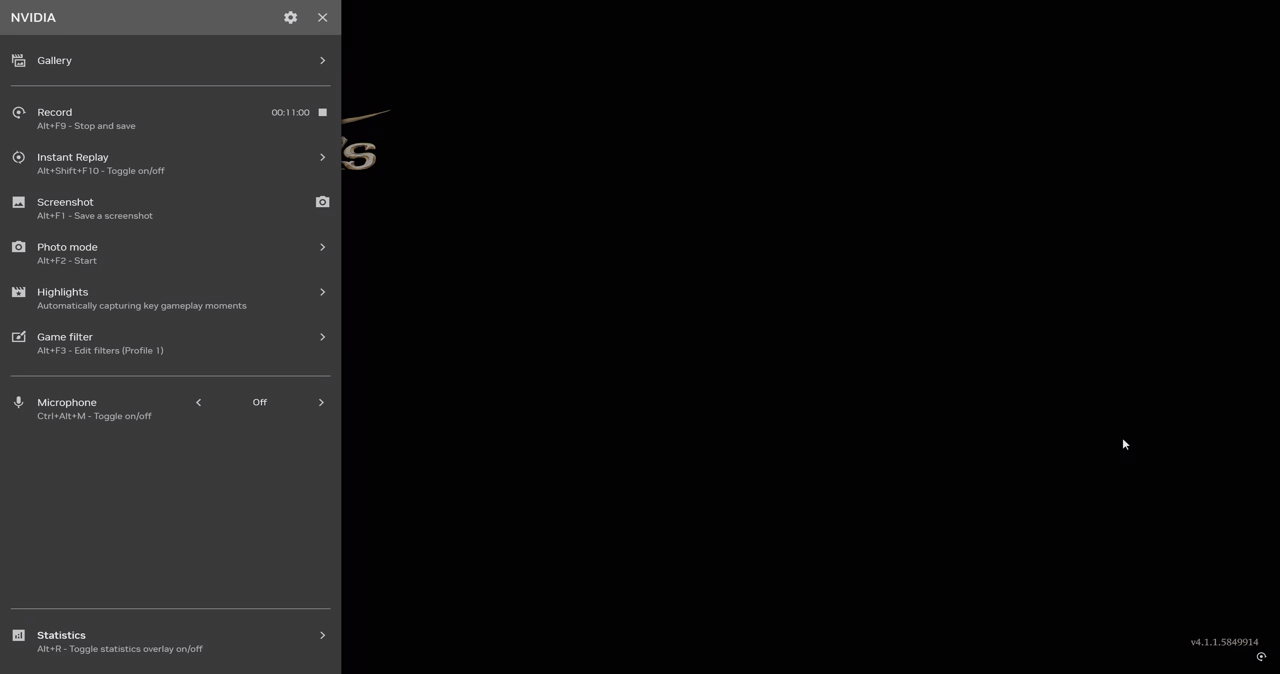 NVIDIA
Gallery
Record
00:11:00
Alt+F9 - Stop and save
Instant Replay
Alt+Shift+F10 - Toggle on/off
Screenshot
Alt+F1 - Save a screenshot
Photo mode
Alt+F2 - Start
Highlights
Automatically capturing key gameplay moments
Game filter
Alt+F3 - Edit filters (Profile 1)
Microphone
Off
Ctrl+Alt+M - Toggle on/off
Statistics
Alt+R - Toggle statistics overlay on/off
's
v4.1.1.5849914